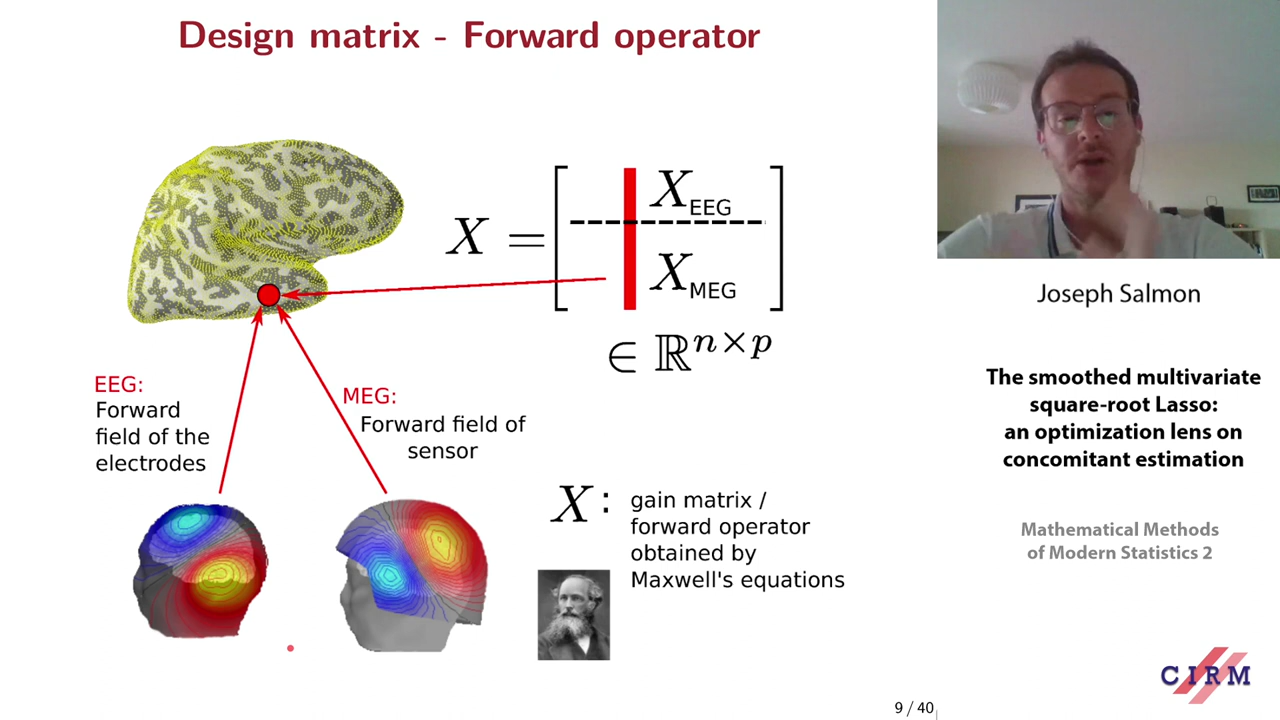 Design matrix - Forward operator
X = [ X_EEG
X_MEG ]
∈ ℝ^{n×p}
EEG:
Forward
field of the
electrodes
MEG:
Forward field of
sensor
X : gain matrix /
forward operator
obtained by
Maxwell's equations
9 / 40
Joseph Salmon
The smoothed multivariate
square-root Lasso:
an optimization lens on
concomitant estimation
Mathematical Methods
of Modern Statistics 2
CIRM